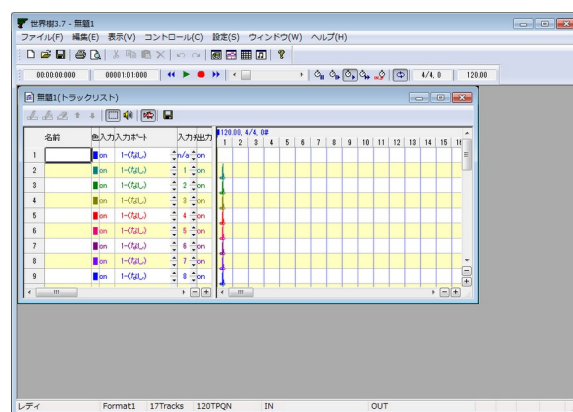 世界樹3.7 - 無題1
ファイル(F) 編集(E) 表示(V) コントロール(C) 設定(S) ウィンドウ(W) ヘルプ(H)
00:00:00:000 00001:01:000 4/4, 0 120.00
無題1(トラックリスト)
名前 色 入力 入力ポート 入力 出力
120.00, 4/4, 0#
1 2 3 4 5 6 7 8 9 10 11 12 13 14 15 16
1 on 1-(なし) n/a on
2 on 1-(なし) 1 on
3 on 1-(なし) 2 on
4 on 1-(なし) 3 on
5 on 1-(なし) 4 on
6 on 1-(なし) 5 on
7 on 1-(なし) 6 on
8 on 1-(なし) 7 on
9 on 1-(なし) 8 on
レディ Format1 17Tracks 120TPQN IN OUT